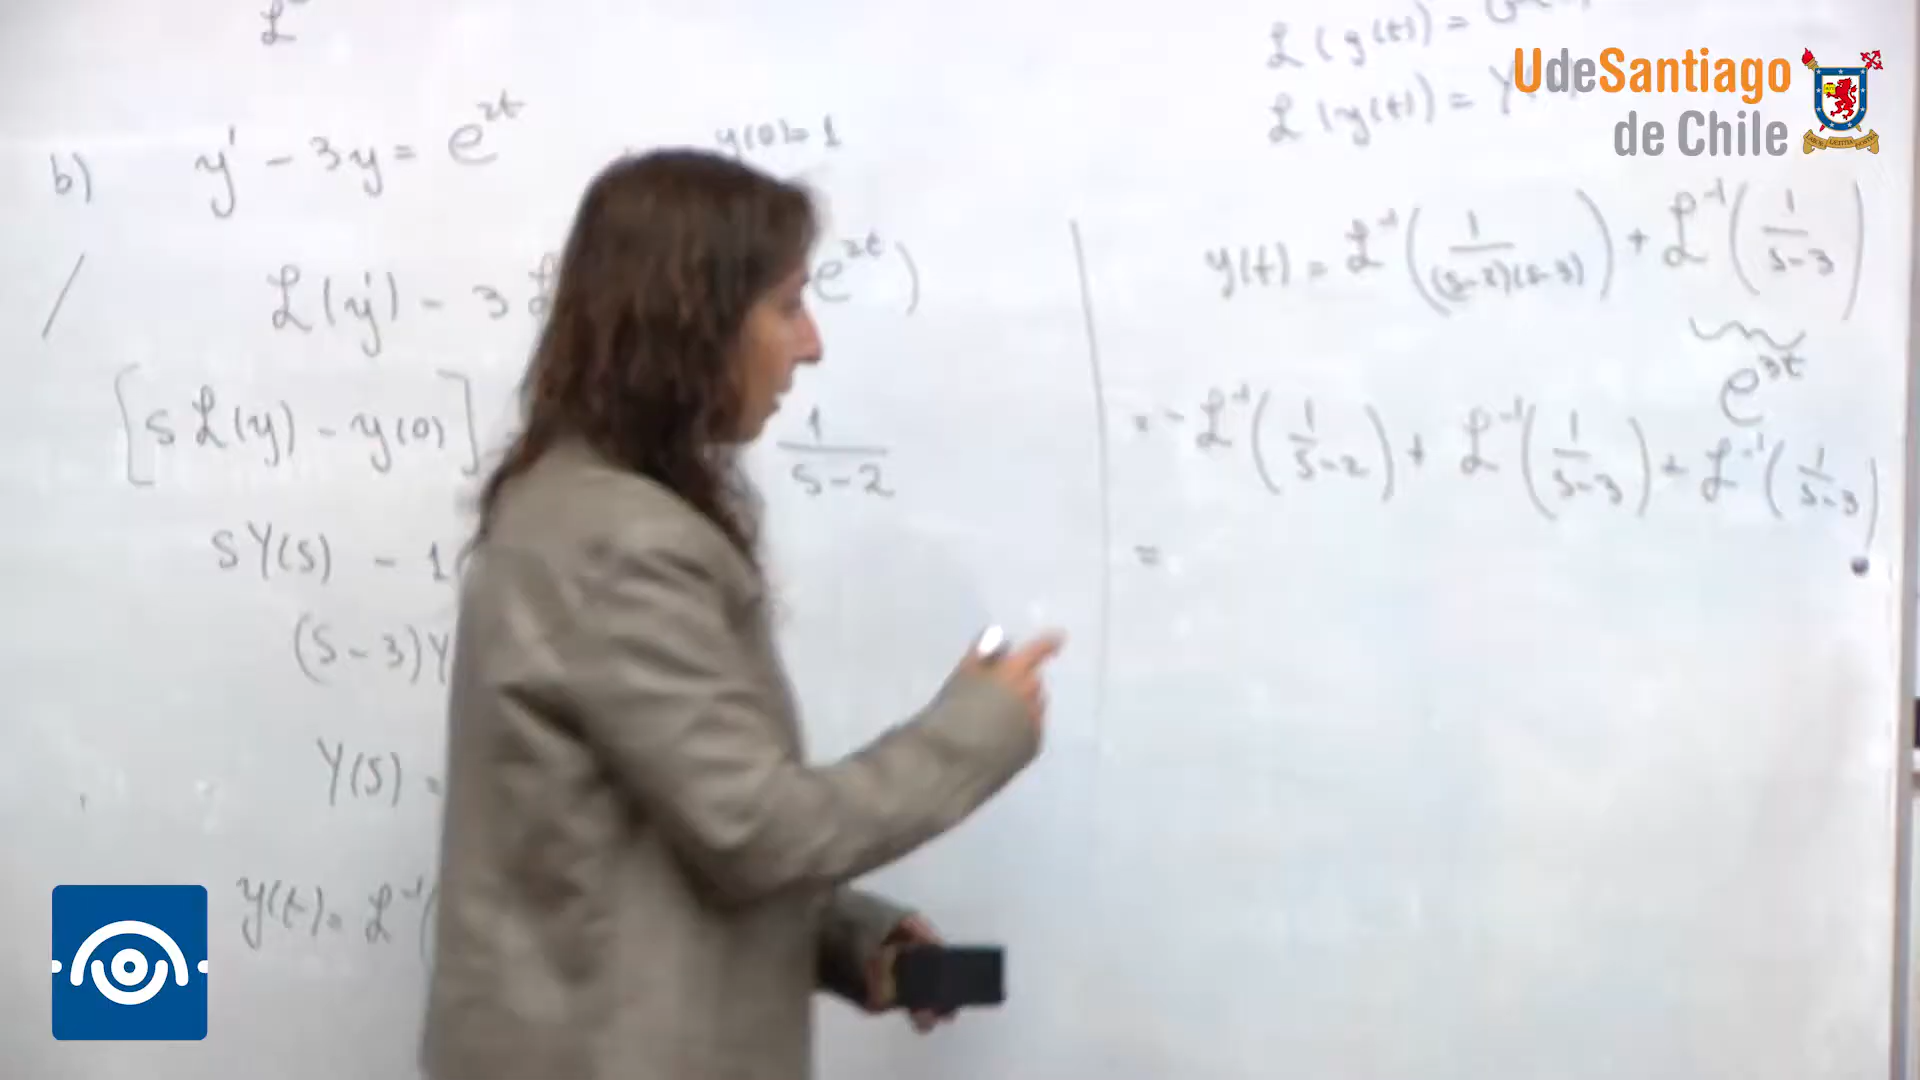 ℒ
b) y' - 3y = e^{2t} y(0) = 1
ℒ(y') - 3 e^{2t})
[s ℒ(y) - y(0)] 1/(s-2)
sY(s) - 1
(s-3)Y
Y(s) =
y(t) = ℒ^{-1}(
ℒ(y'(t)) =
ℒ(y(t)) = Y
y(t) = ℒ^{-1}(1/((s-2)(s-3))) + ℒ^{-1}(1/(s-3))
e^{3t}
= - ℒ^{-1}(1/(s-2)) + ℒ^{-1}(1/(s-3)) + ℒ^{-1}(1/(s-3))
=
UdeSantiago
de Chile